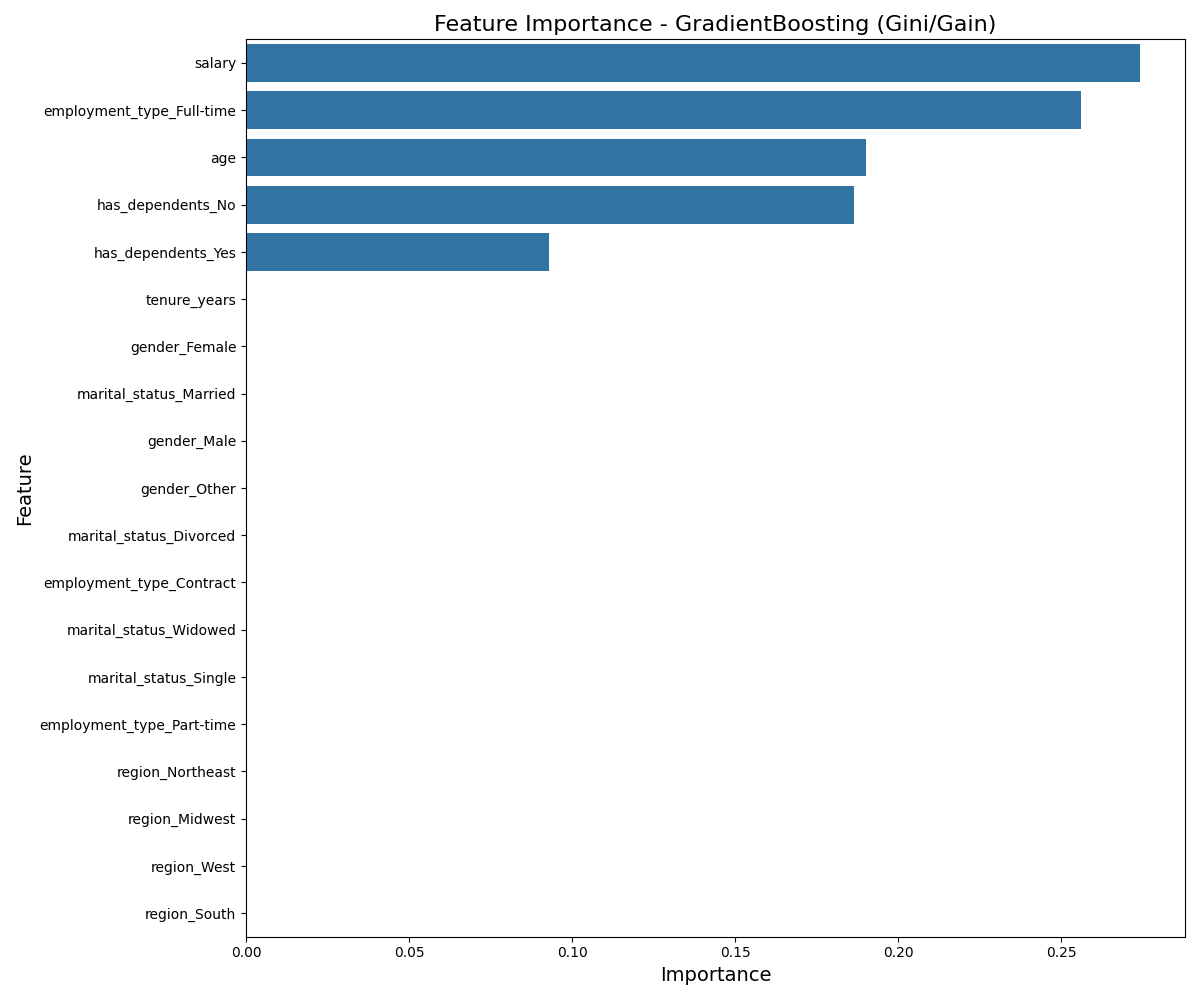 Feature Importance - GradientBoosting (Gini/Gain)
salary
employment_type_Full-time
age
has_dependents_No
has_dependents_Yes
tenure_years
gender_Female
marital_status_Married
gender_Male
gender_Other
marital_status_Divorced
employment_type_Contract
marital_status_Widowed
marital_status_Single
employment_type_Part-time
region_Northeast
region_Midwest
region_West
region_South
Feature
0.00 0.05 0.10 0.15 0.20 0.25
Importance